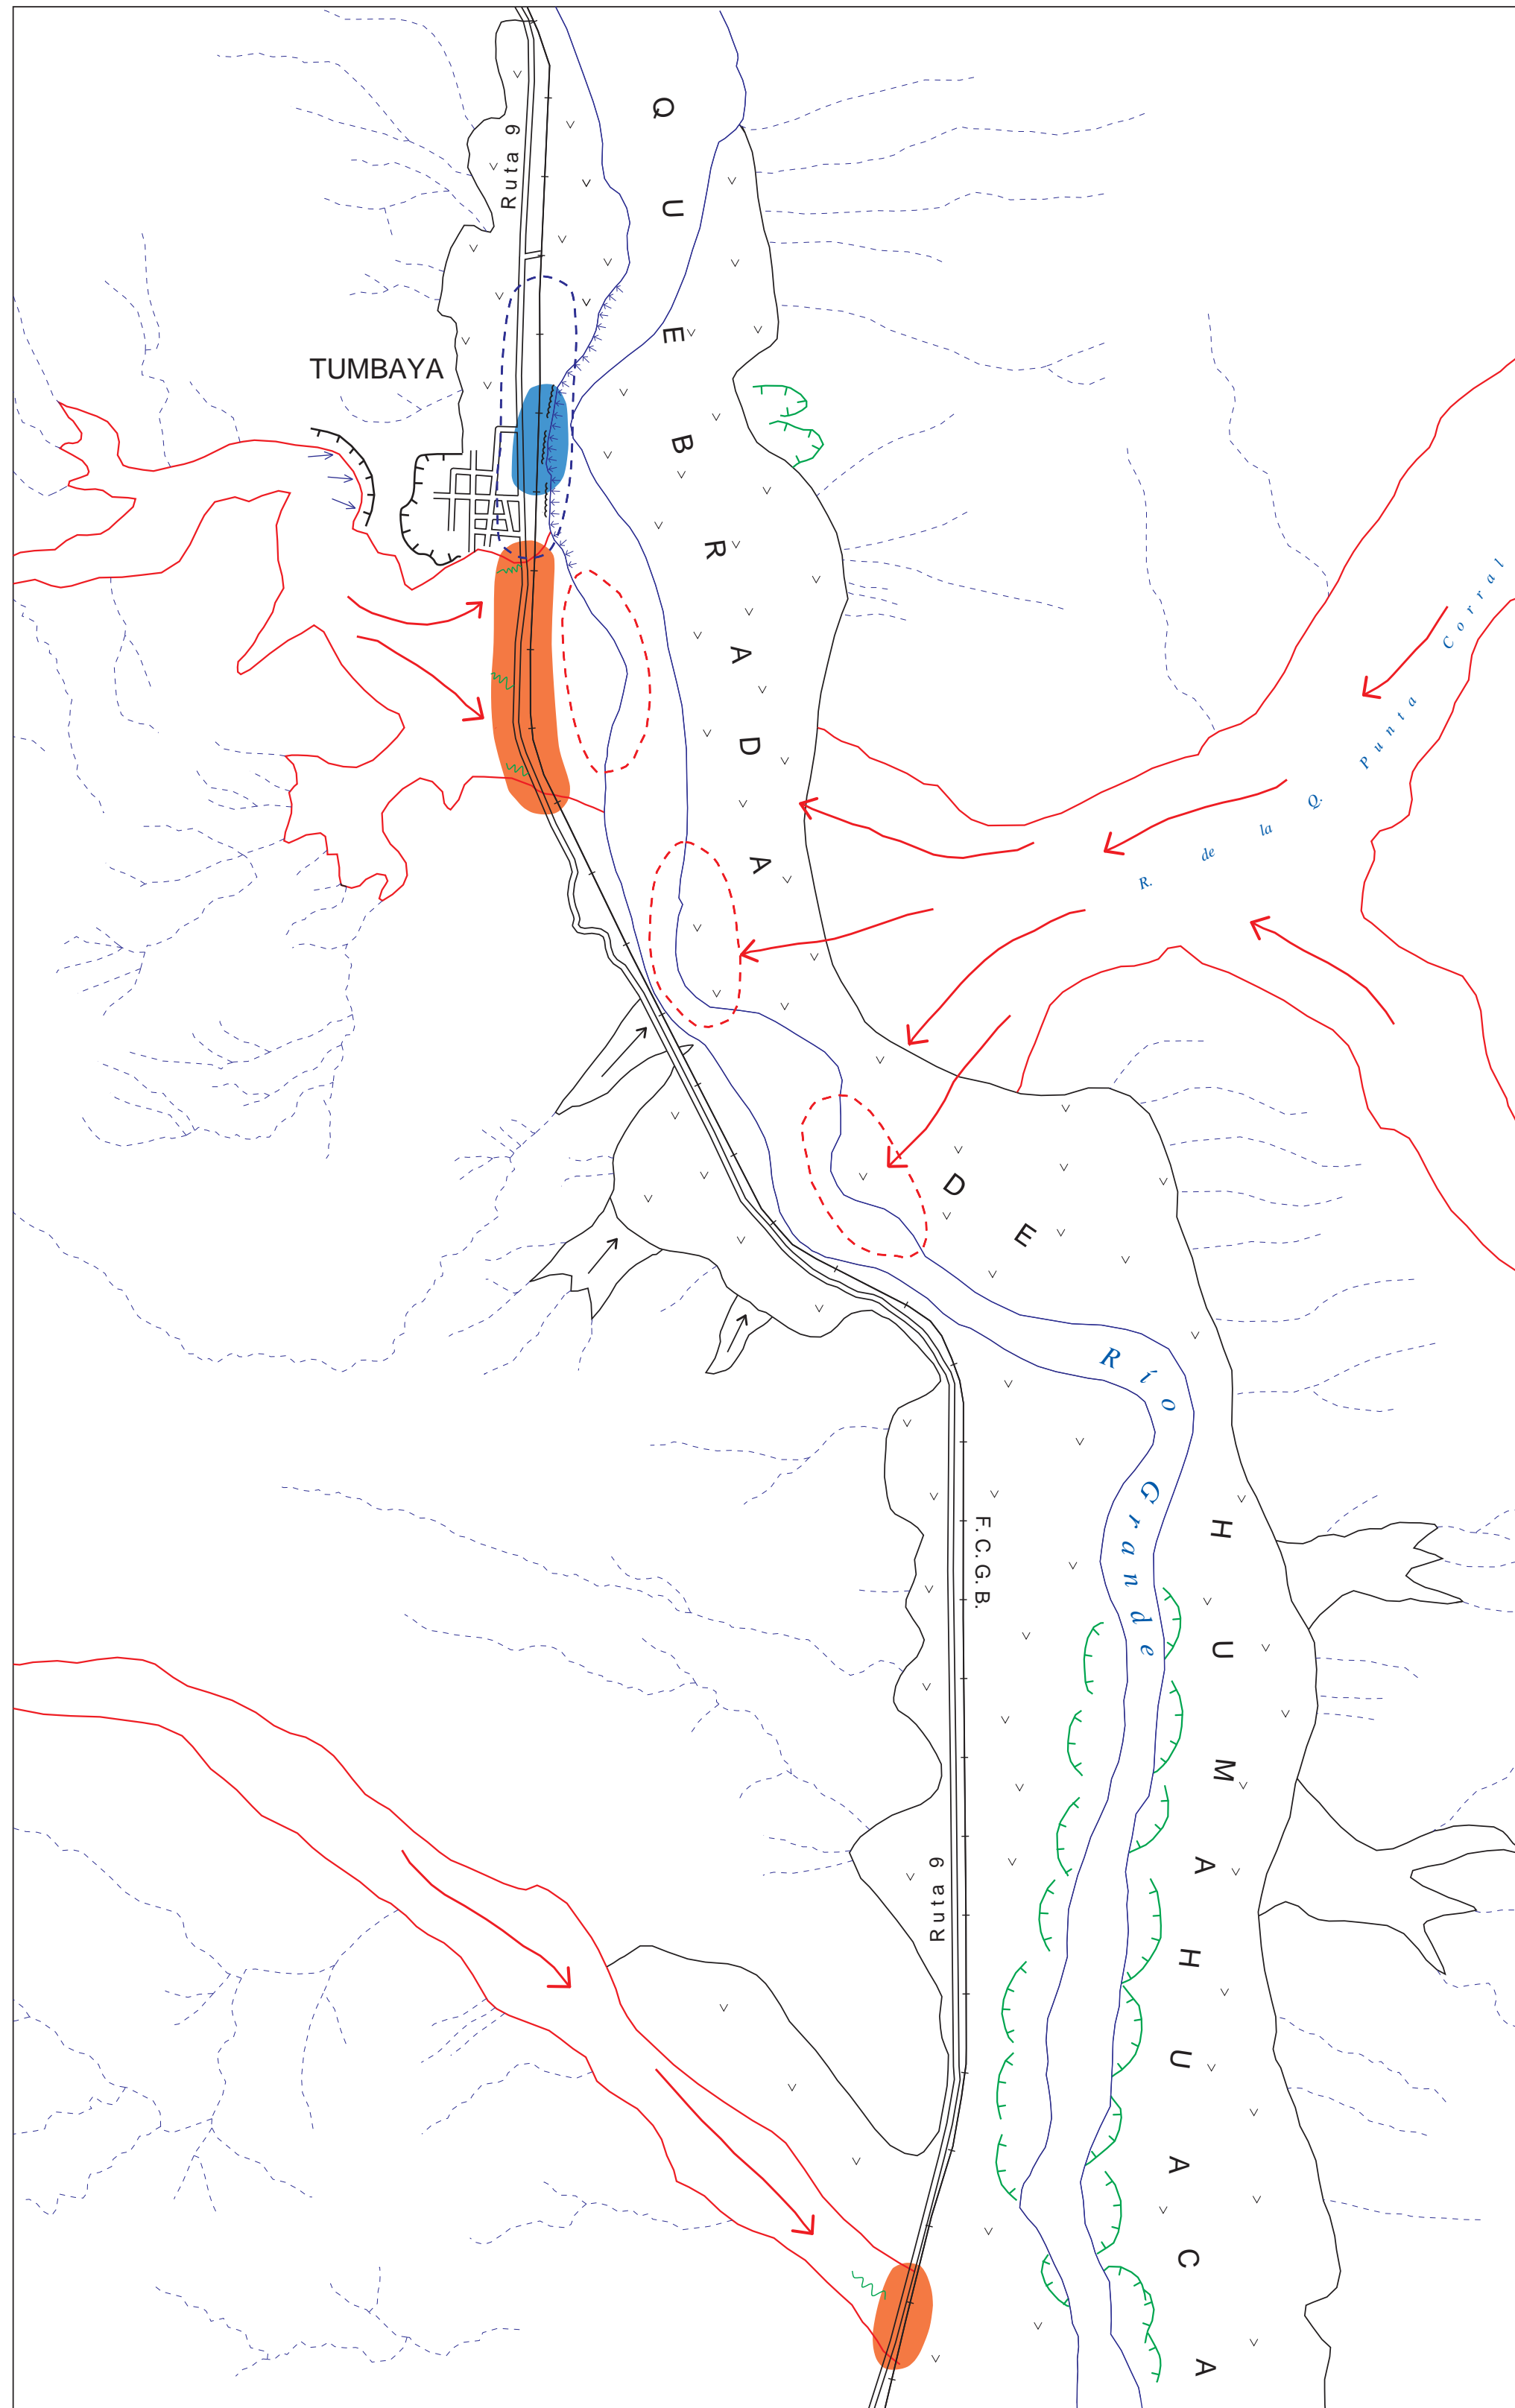 Ruta 9
TUMBAYA
QUEBRADA
DE
HUMAHUACA
R. de la Q. Punta Corral
Río Grande
F.C.G.B.
Ruta 9